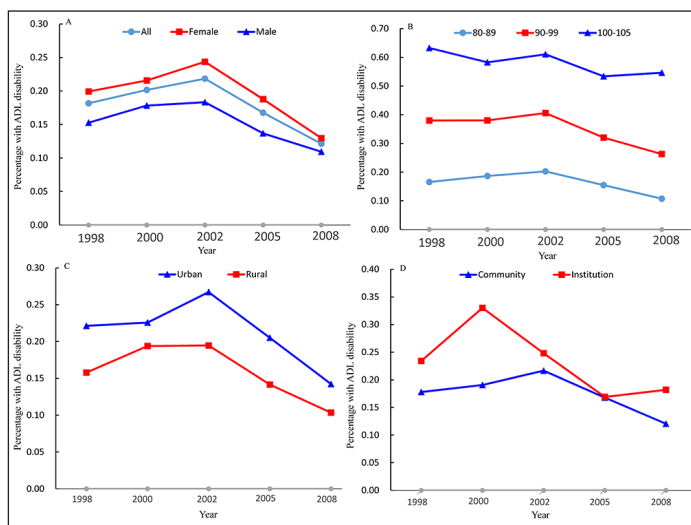 A
All Female Male
Percentage with ADL disability
0.30
0.25
0.20
0.15
0.10
0.05
0.00
1998 2000 2002 2005 2008
Year
B
80-89 90-99 100-105
Percentage with ADL disability
0.70
0.60
0.50
0.40
0.30
0.20
0.10
0.00
1998 2000 2002 2005 2008
Year
C
Urban Rural
Percentage with ADL disability
0.30
0.25
0.20
0.15
0.10
0.05
0.00
1998 2000 2002 2005 2008
Year
D
Community Institution
Percentage with ADL disability
0.40
0.35
0.30
0.25
0.20
0.15
0.10
0.05
0.00
1998 2000 2002 2005 2008
Year